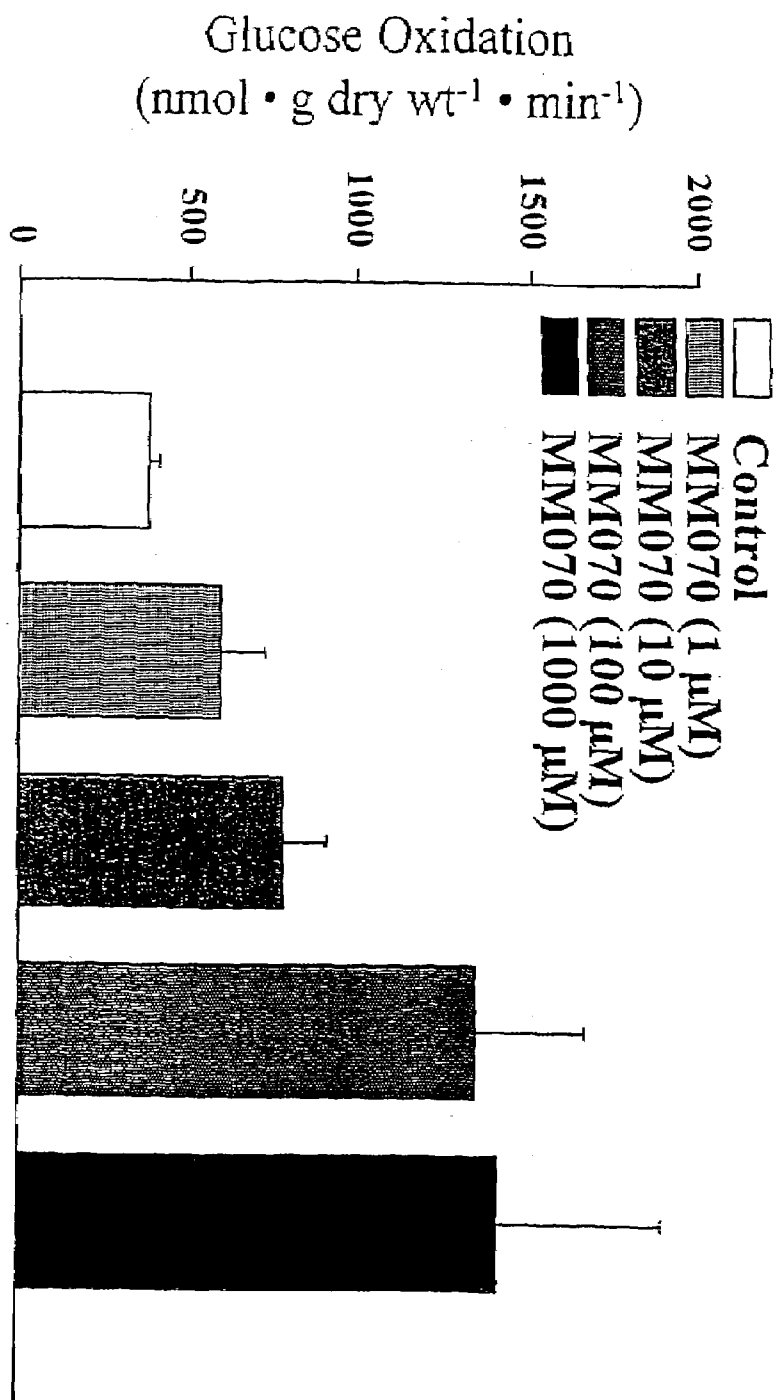 Glucose Oxidation
(nmol • g dry wt⁻¹ • min⁻¹)
2000
1500
1000
500
0
Control
MM070 (1 µM)
MM070 (10 µM)
MM070 (100 µM)
MM070 (1000 µM)